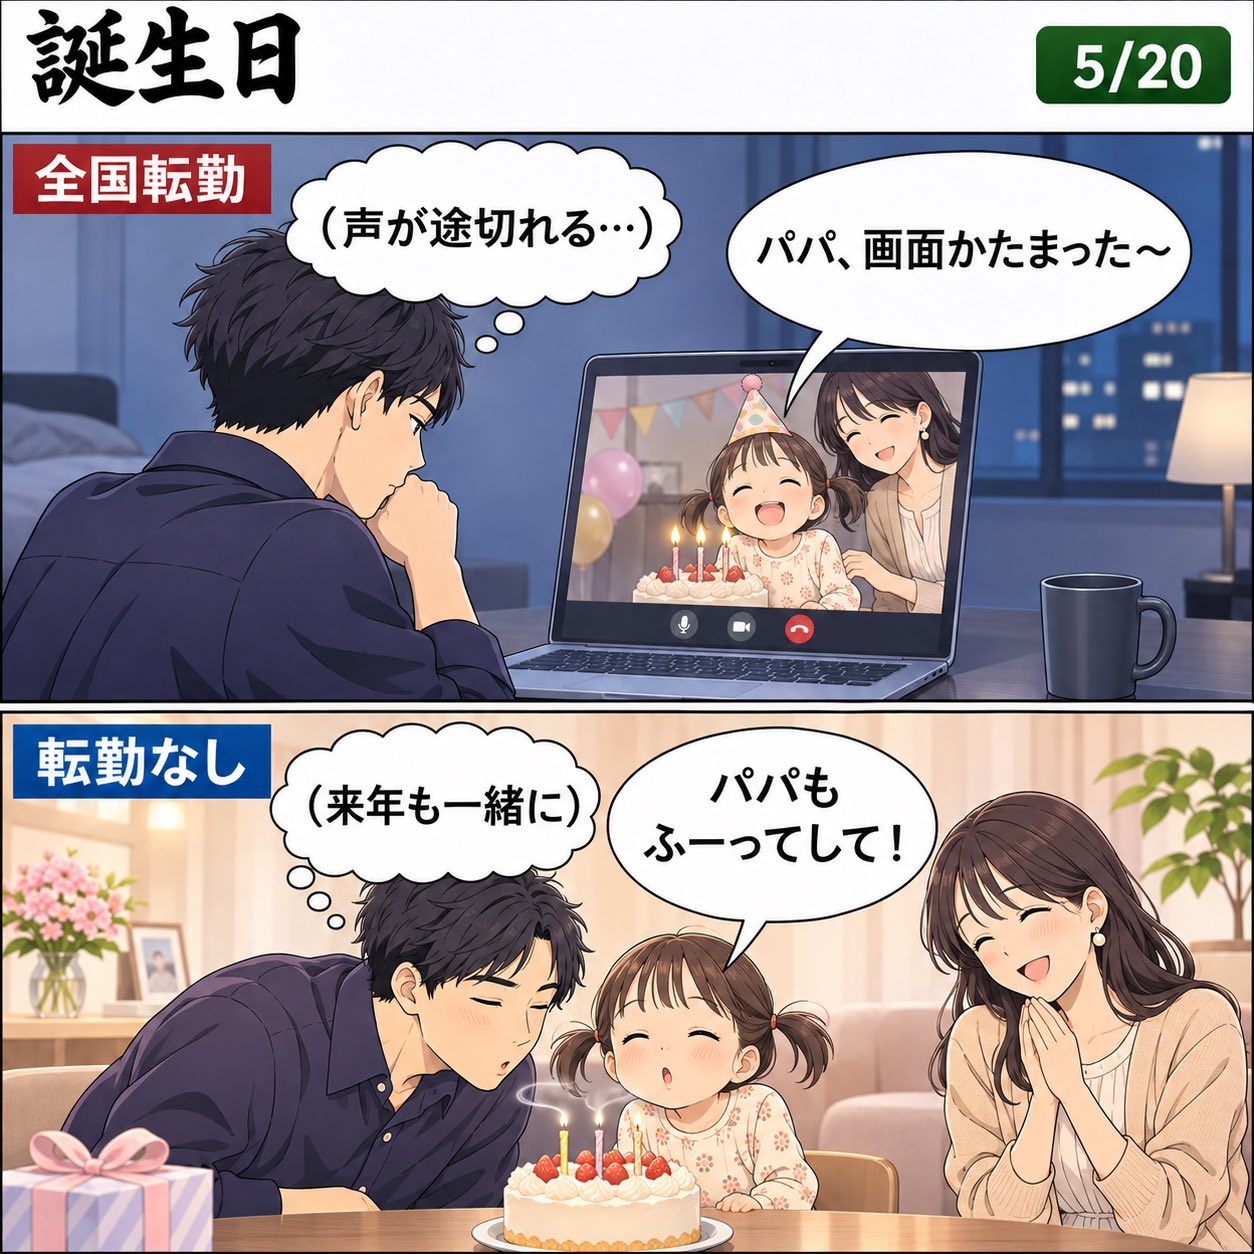 誕生日
5/20
全国転勤
（声が途切れる…）
パパ、画面かたまった～
転勤なし
（来年も一緒に）
パパも
ふーってして！